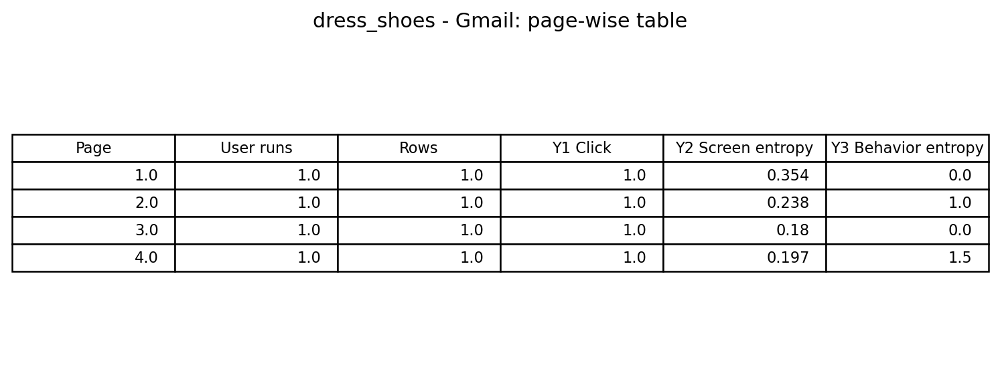 dress_shoes - Gmail: page-wise table
Page User runs Rows Y1 Click Y2 Screen entropy Y3 Behavior entropy
1.0 1.0 1.0 1.0 0.354 0.0
2.0 1.0 1.0 1.0 0.238 1.0
3.0 1.0 1.0 1.0 0.18 0.0
4.0 1.0 1.0 1.0 0.197 1.5